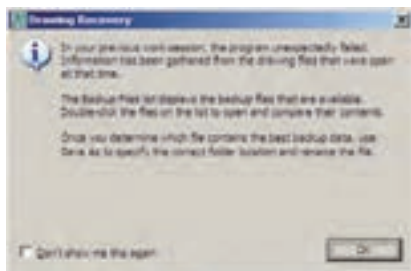 Drawing Recovery
In your previous work session, the program unexpectedly failed.
Information has been gathered from the drawing files that were open
at that time.
The Backup Files list displays the backup files that are available.
Double-click the files on the list to open and compare their contents.
Once you determine which file contains the best backup data, use
Save As to specify the correct folder location and rename the file.
Don't show me this again
OK